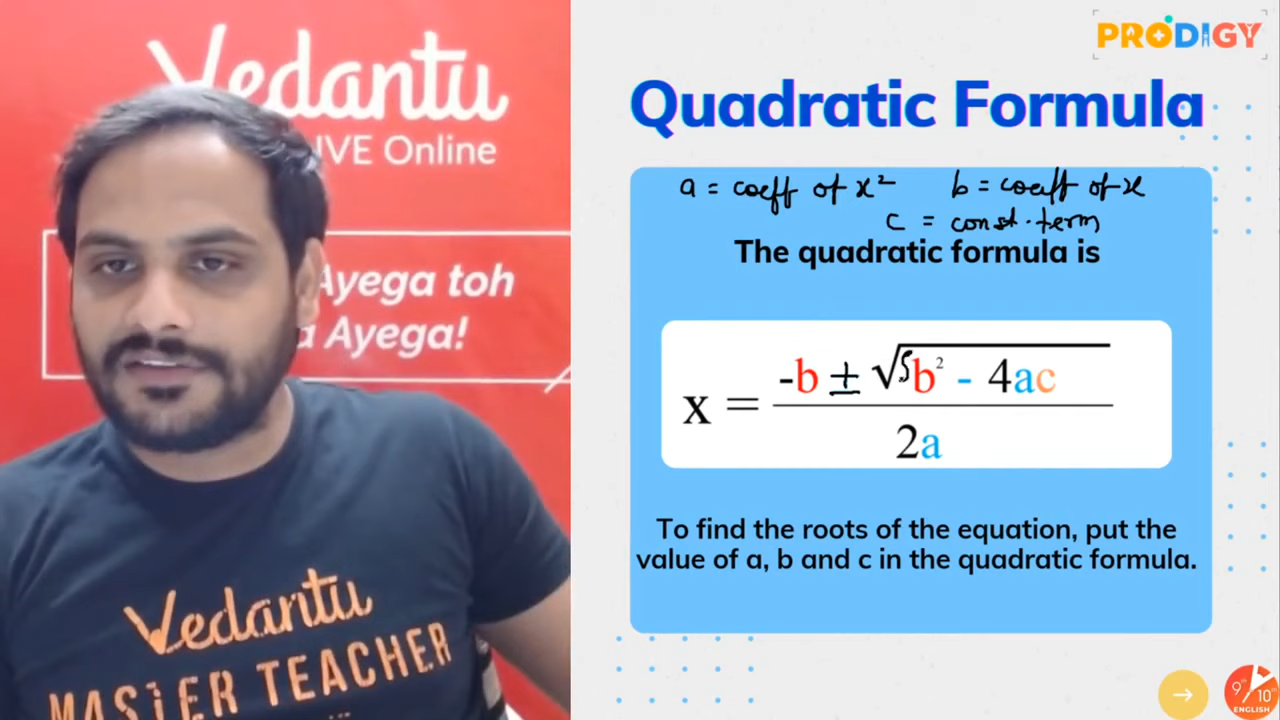 Vedantu
LIVE Online
Ayega toh
Ayega!
Vedantu
MASTER TEACHER
PRODIGY
Quadratic Formula
a = coeff of x² b = coeff of x
c = const. term
The quadratic formula is
x = -b ± √b² - 4ac / 2a
To find the roots of the equation, put the
value of a, b and c in the quadratic formula.
9th 10th
ENGLISH